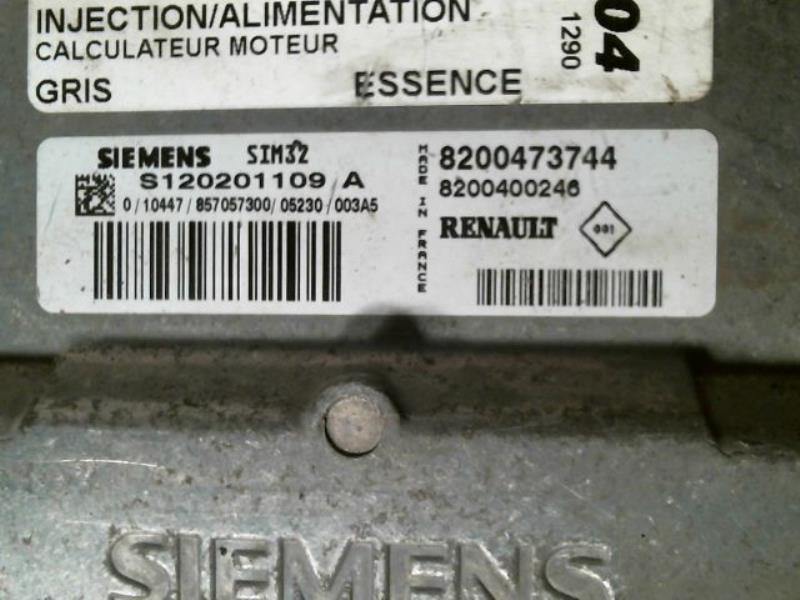 INJECTION/ALIMENTATION
CALCULATEUR MOTEUR
GRIS ESSENCE
04
1290
SIEMENS SIM32
S120201109 A
0/10447/857057300/05230/003A5
MADE IN FRANCE
8200473744
8200400246
RENAULT 001
SIEMENS